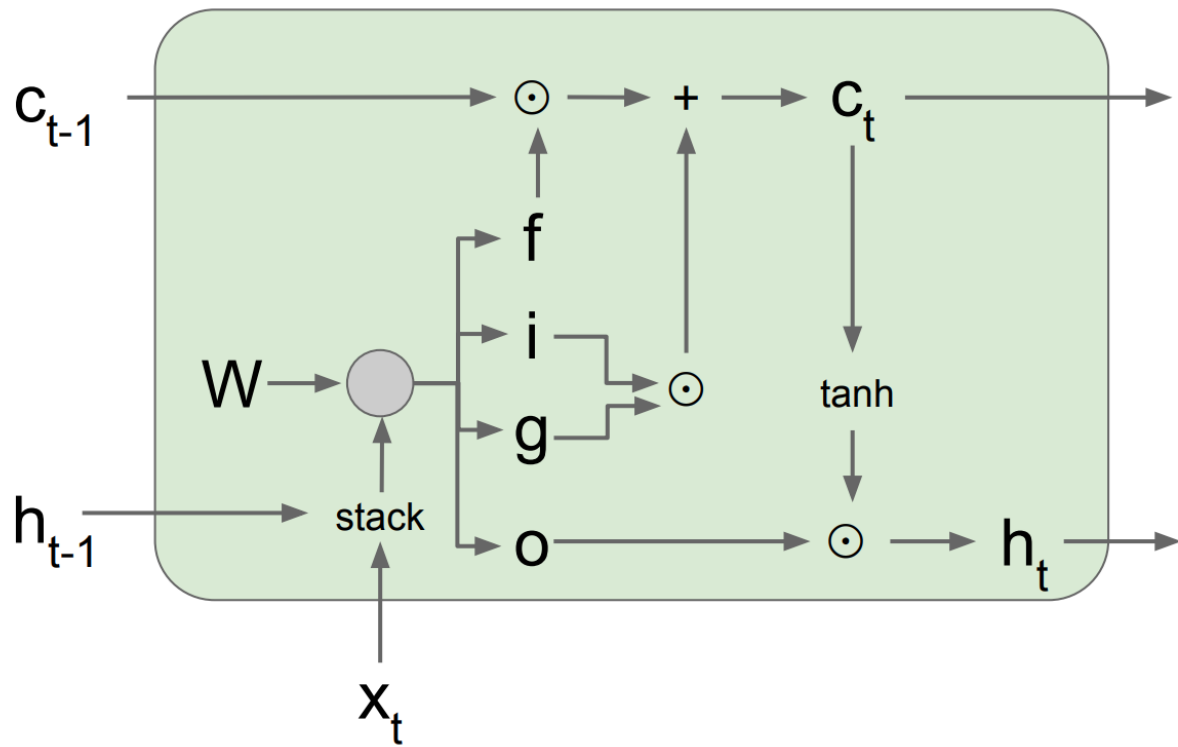 c_{t-1} ⊙ + c_t
f
i
W ⊙ tanh
g
h_{t-1} stack
o ⊙ h_t
x_t